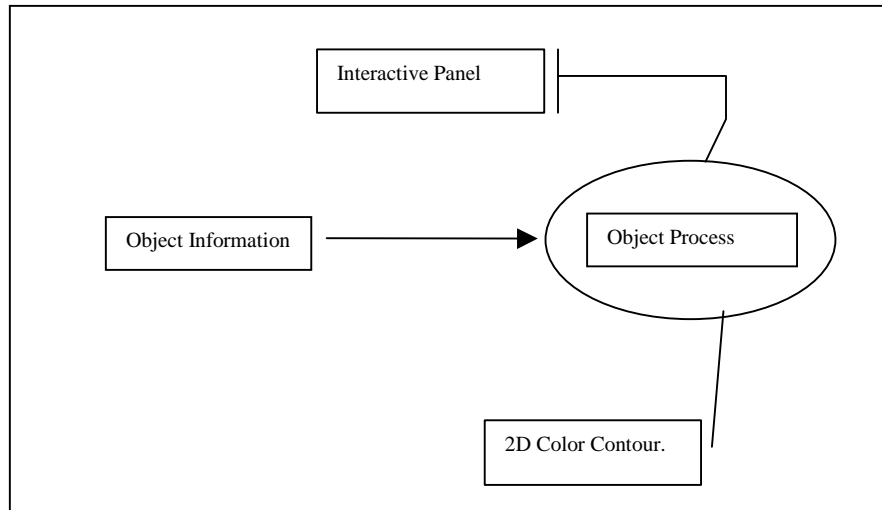 Interactive Panel
Object Information
Object Process
2D Color Contour.